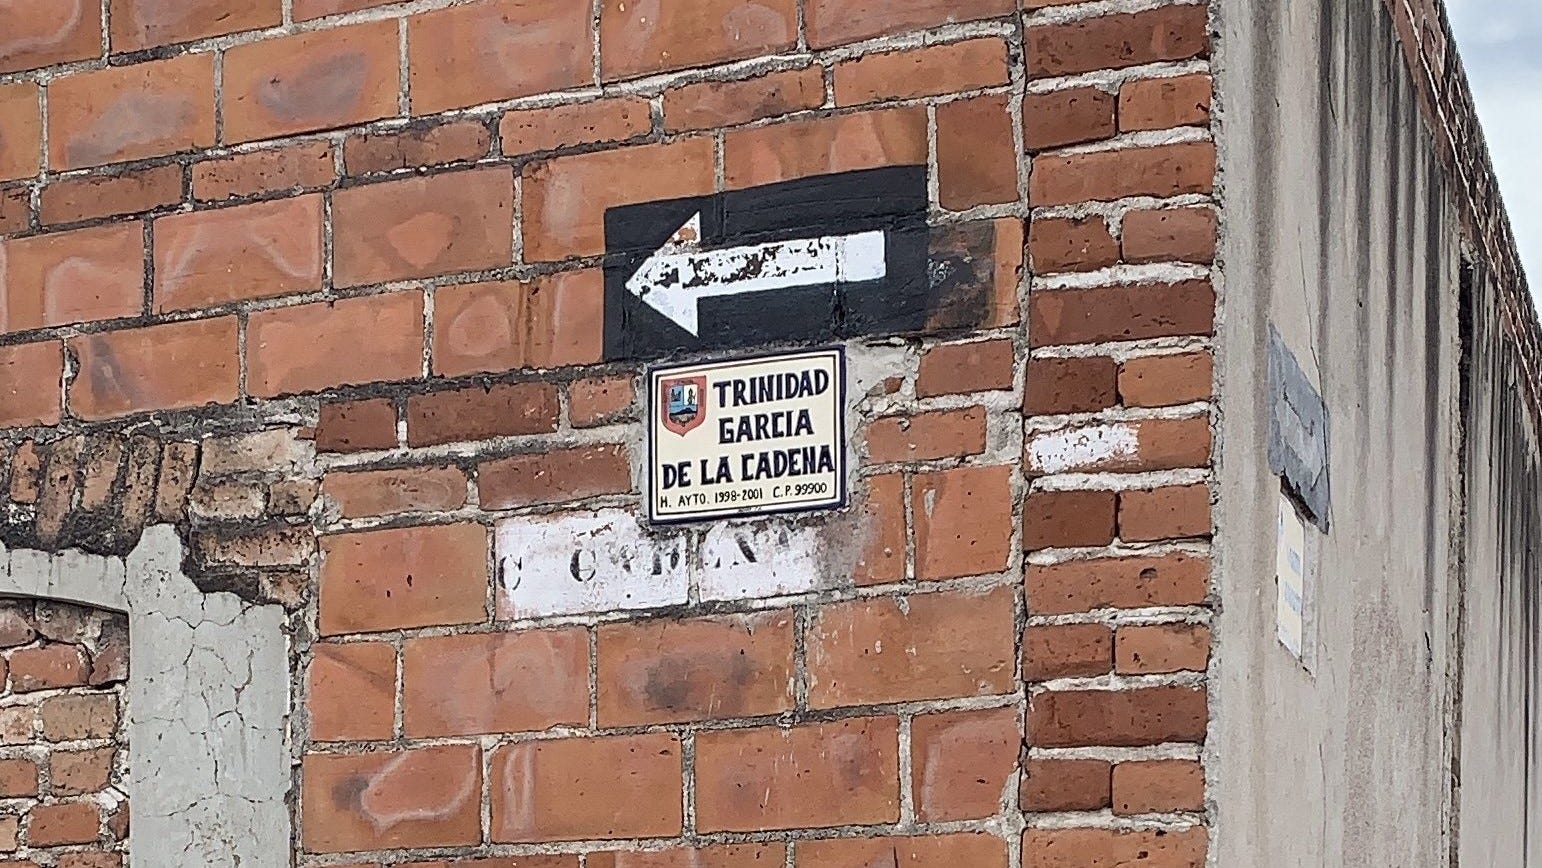 TRINIDAD
GARCIA
DE LA CADENA
H. AYTO. 1998-2001 C.P. 99900